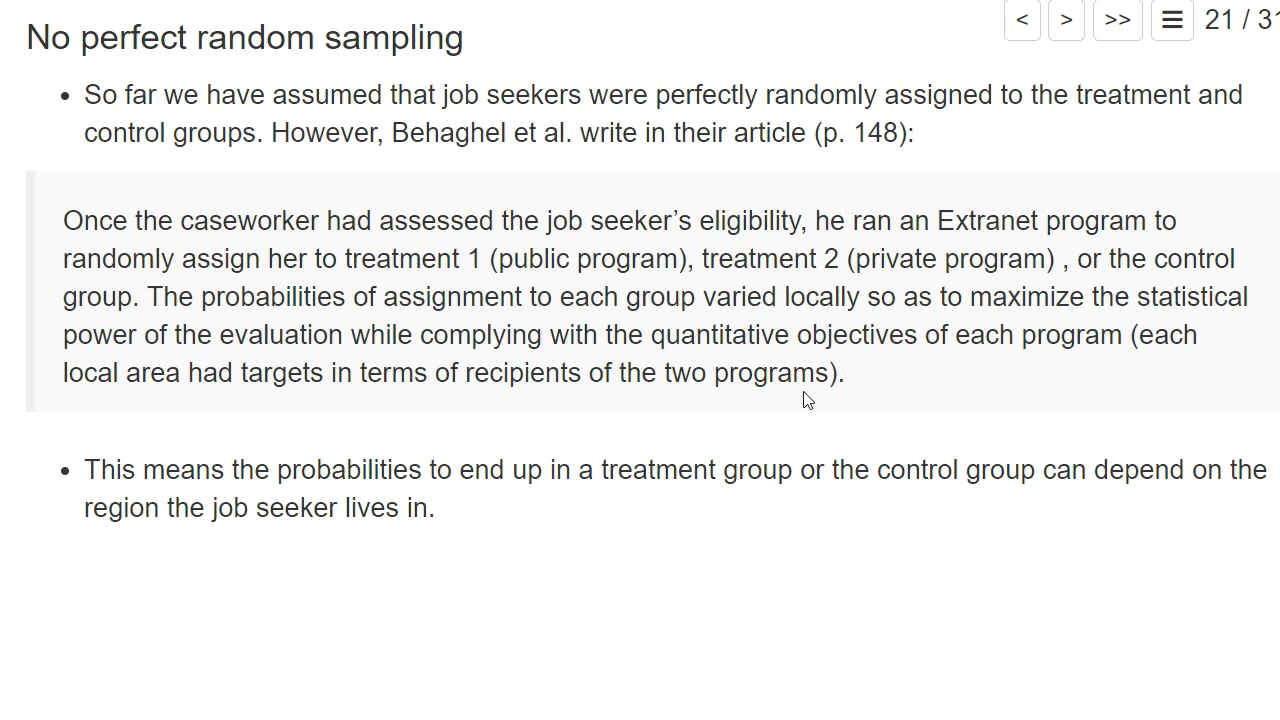 No perfect random sampling
< > >> ☰ 21 / 31
• So far we have assumed that job seekers were perfectly randomly assigned to the treatment and
control groups. However, Behaghel et al. write in their article (p. 148):
Once the caseworker had assessed the job seeker’s eligibility, he ran an Extranet program to
randomly assign her to treatment 1 (public program), treatment 2 (private program) , or the control
group. The probabilities of assignment to each group varied locally so as to maximize the statistical
power of the evaluation while complying with the quantitative objectives of each program (each
local area had targets in terms of recipients of the two programs).
• This means the probabilities to end up in a treatment group or the control group can depend on the
region the job seeker lives in.